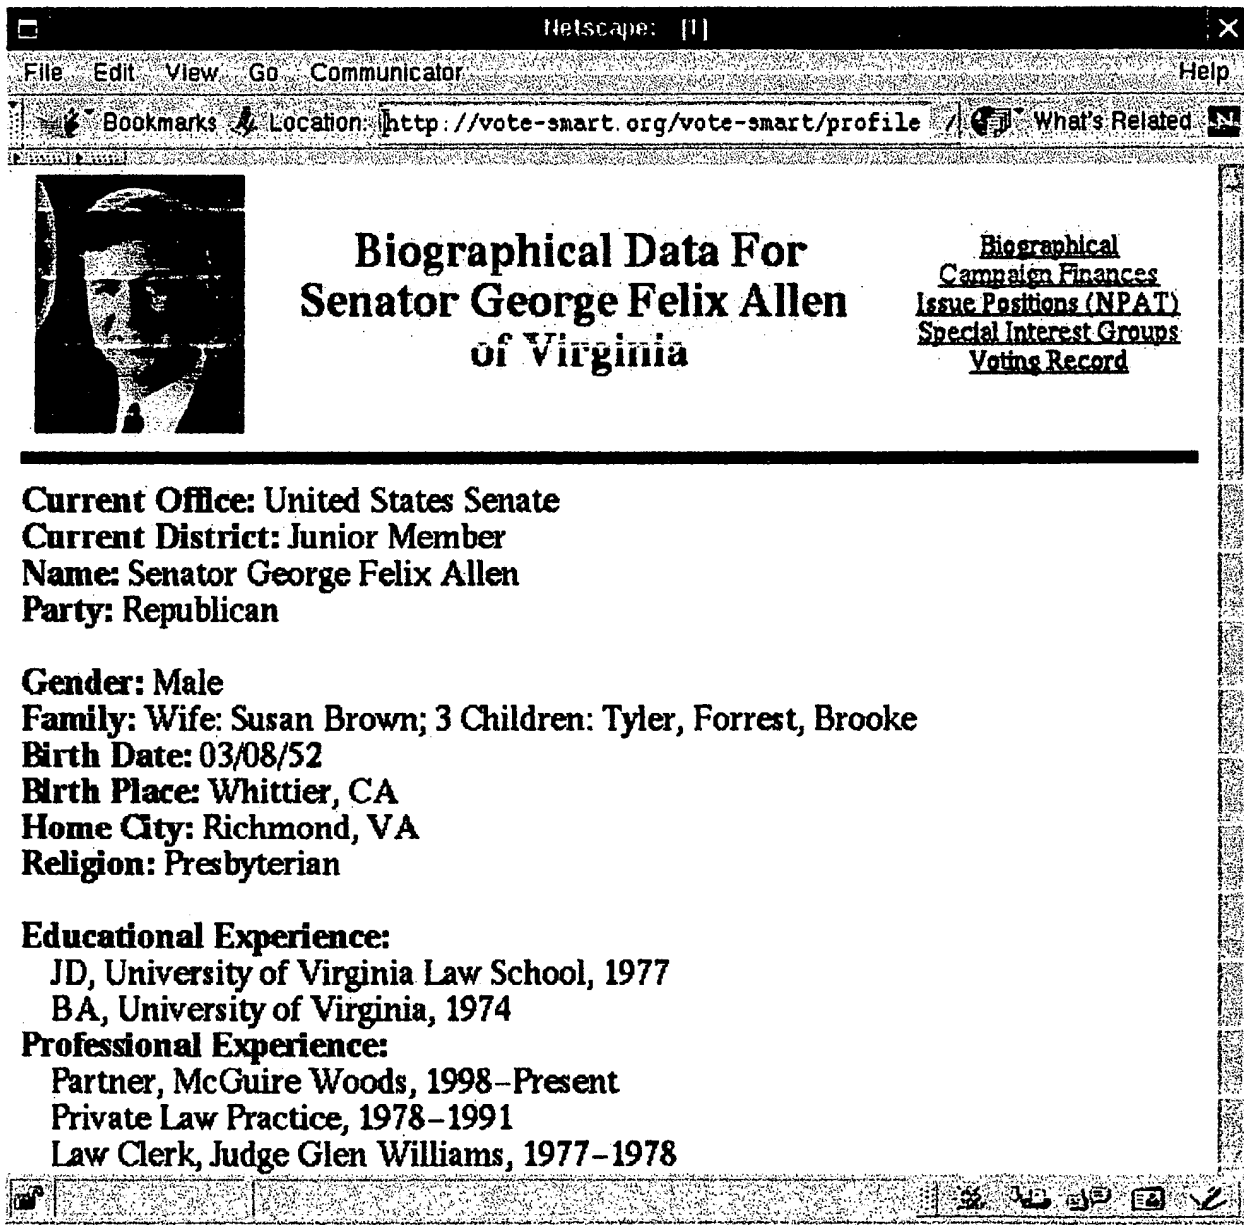 Netscape: [1]
File Edit View Go Communicator Help
Bookmarks Location: http://vote-smart.org/vote-smart/profile What's Related N
Biographical Data For
Senator George Felix Allen
of Virginia
Biographical
Campaign Finances
Issue Positions (NPAT)
Special Interest Groups
Voting Record
Current Office: United States Senate
Current District: Junior Member
Name: Senator George Felix Allen
Party: Republican
Gender: Male
Family: Wife: Susan Brown; 3 Children: Tyler, Forrest, Brooke
Birth Date: 03/08/52
Birth Place: Whittier, CA
Home City: Richmond, VA
Religion: Presbyterian
Educational Experience:
JD, University of Virginia Law School, 1977
BA, University of Virginia, 1974
Professional Experience:
Partner, McGuire Woods, 1998-Present
Private Law Practice, 1978-1991
Law Clerk, Judge Glen Williams, 1977-1978